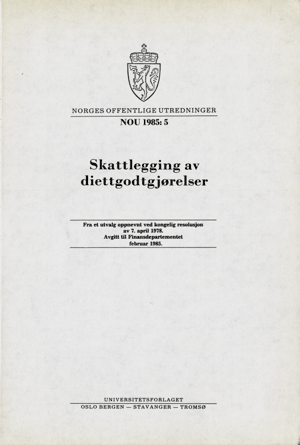 NORGES OFFENTLIGE UTREDNINGER
NOU 1985: 5
Skattlegging av
diettgodtgjørelser
Fra et utvalg oppnevnt ved kongelig resolusjon
av 7. april 1978.
Avgitt til Finansdepartementet
februar 1985.
UNIVERSITETSFORLAGET
OSLO BERGEN — STAVANGER — TROMSØ